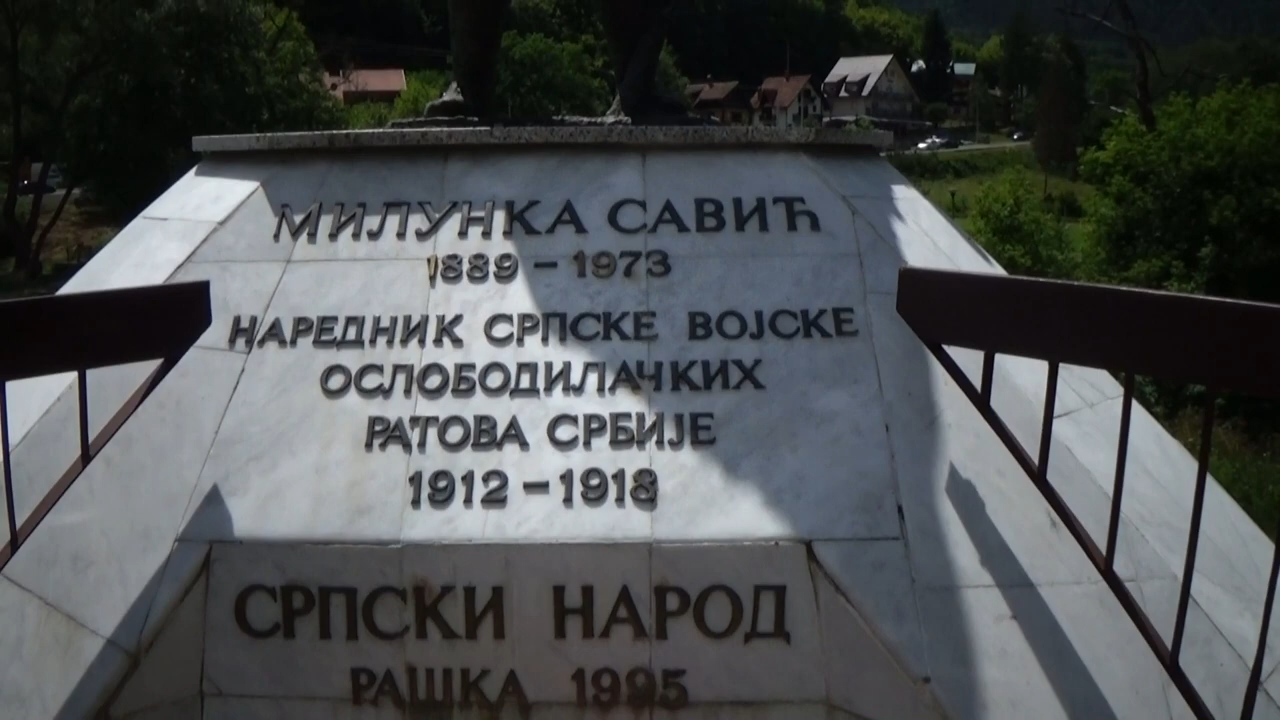 МИЛУНКА САВИЋ
1889 – 1973
НАРЕДНИК СРПСКЕ ВОЈСКЕ
ОСЛОБОДИЛАЧКИХ
РАТОВА СРБИЈЕ
1912 – 1918
СРПСКИ НАРОД
РАШКА 1995